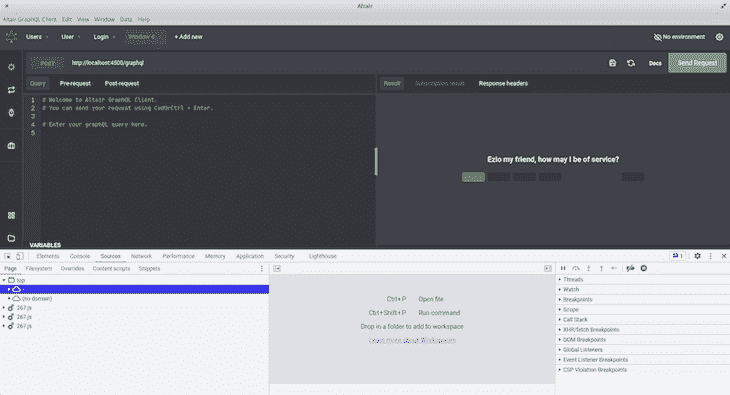 Altair
Altair GraphQL Client Edit View Window Data Help
Users User Login Window 4 + Add new No environment
POST http://localhost:4500/graphql Docs Send Request
Query Pre-request Post-request Result Subscription results Response headers
1 # Welcome to Altair GraphQL Client.
2 # You can send your request using CmdOrCtrl + Enter.
3
4 # Enter your graphQL query here.
5
Ezio my friend, how may I be of service?
VARIABLES
Elements Console Sources Network Performance Memory Application Security Lighthouse 1
Page Filesystem Overrides Content scripts Snippets
top
(no domain)
267.js
267.js
267.js
Ctrl+P Open file
Ctrl+Shift+P Run command
Drop in a folder to add to workspace
Learn more about Workspaces
Threads
Watch
Breakpoints
Scope
Call Stack
XHR/fetch Breakpoints
DOM Breakpoints
Global Listeners
Event Listener Breakpoints
CSP Violation Breakpoints